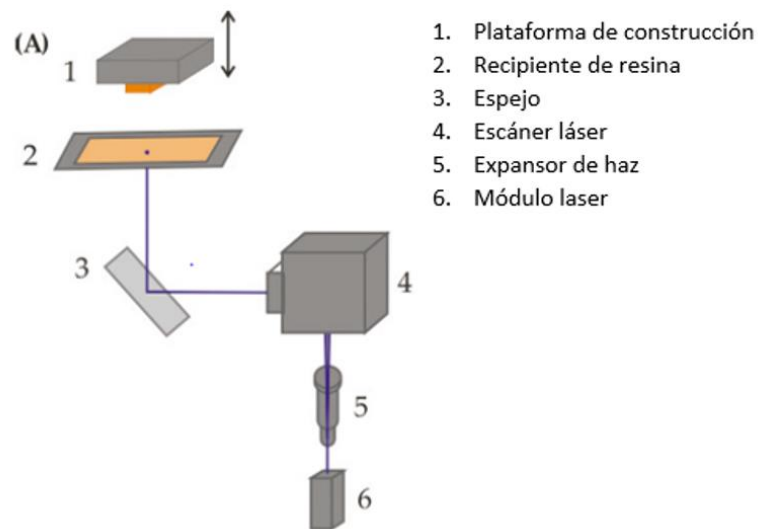 (A)
1
2
3
4
5
6
1. Plataforma de construcción
2. Recipiente de resina
3. Espejo
4. Escáner láser
5. Expansor de haz
6. Módulo laser